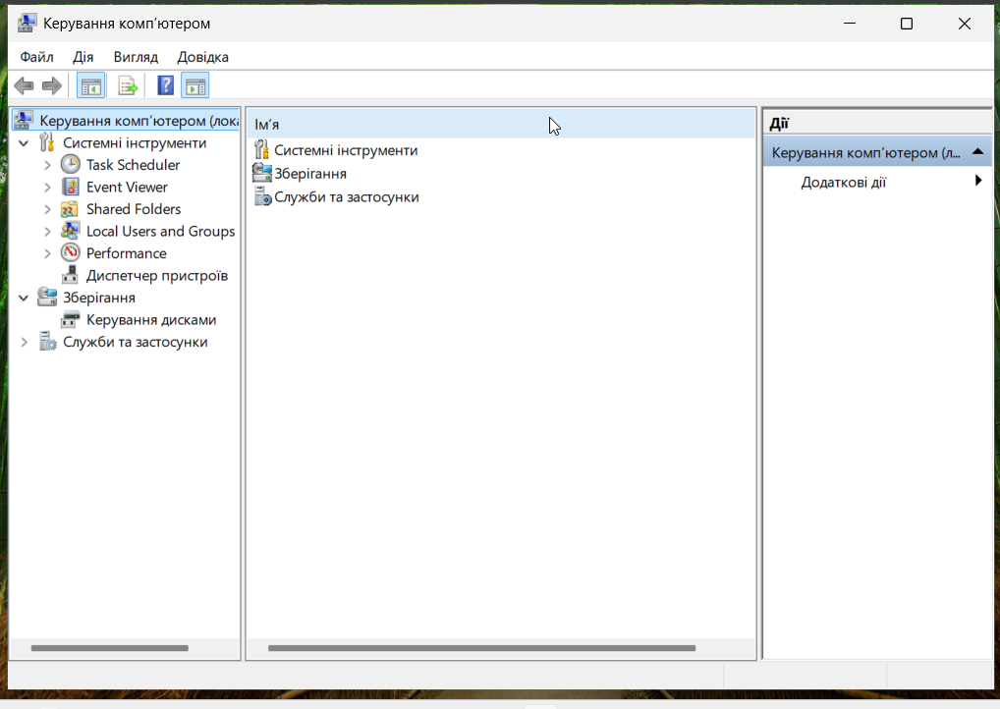 Керування комп’ютером
Файл Дія Вигляд Довідка
Керування комп’ютером (лока
Системні інструменти
Task Scheduler
Event Viewer
Shared Folders
Local Users and Groups
Performance
Диспетчер пристроїв
Зберігання
Керування дисками
Служби та застосунки
Ім’я
Системні інструменти
Зберігання
Служби та застосунки
Дії
Керування комп’ютером (л...
Додаткові дії